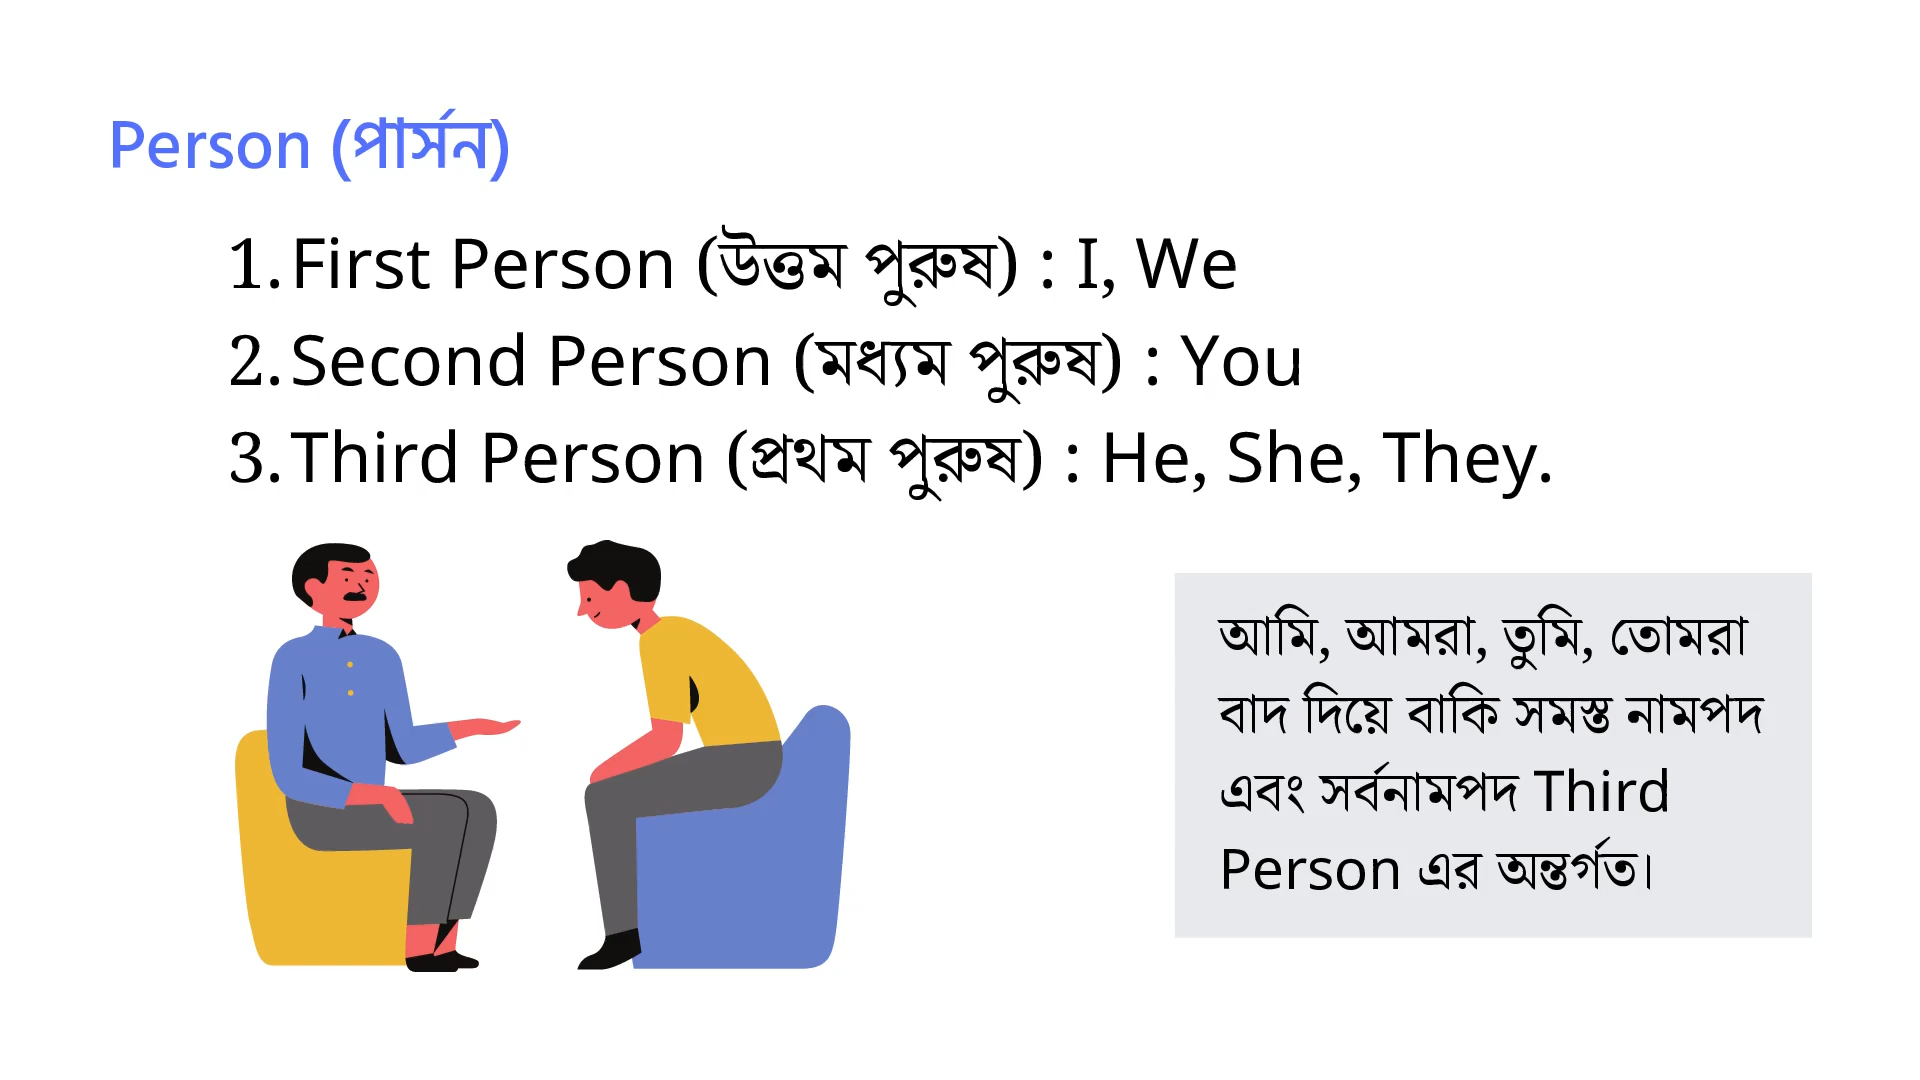 Person (পার্সন)
1. First Person (উত্তম পুরুষ) : I, We
2. Second Person (মধ্যম পুরুষ) : You
3. Third Person (প্রথম পুরুষ) : He, She, They.
আমি, আমরা, তুমি, তোমরা
বাদ দিয়ে বাকি সমস্ত নামপদ
এবং সর্বনামপদ Third
Person এর অন্তর্গত।